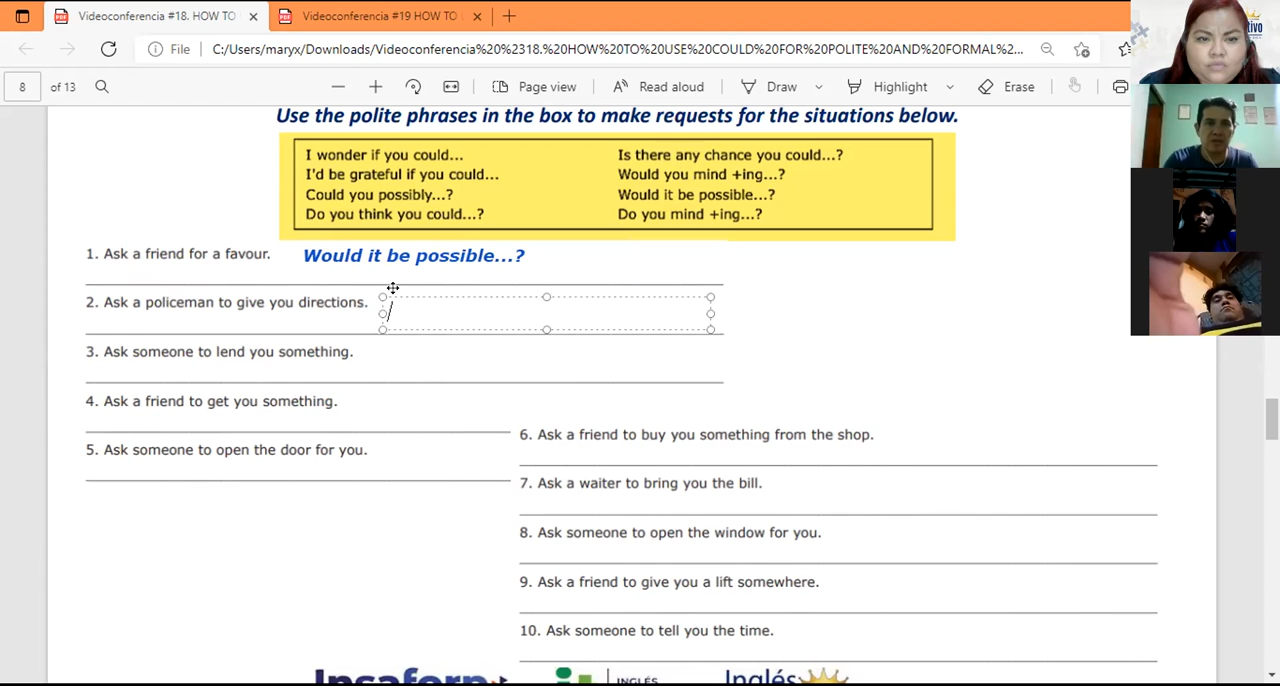 Videoconferencia #18. HOW TO
Videoconferencia #19 HOW TO
File
C:/Users/maryx/Downloads/Videoconferencia%20%2318.%20HOW%20TO%20USE%20COULD%20FOR%20POLITE%20AND%20FORMAL%2...
8 of 13
Page view
Read aloud
Draw
Highlight
Erase
Use the polite phrases in the box to make requests for the situations below.
I wonder if you could...
I'd be grateful if you could...
Could you possibly...?
Do you think you could...?
Is there any chance you could...?
Would you mind +ing...?
Would it be possible...?
Do you mind +ing...?
1. Ask a friend for a favour. Would it be possible...?
2. Ask a policeman to give you directions.
3. Ask someone to lend you something.
4. Ask a friend to get you something.
5. Ask someone to open the door for you.
6. Ask a friend to buy you something from the shop.
7. Ask a waiter to bring you the bill.
8. Ask someone to open the window for you.
9. Ask a friend to give you a lift somewhere.
10. Ask someone to tell you the time.
Insaforp
INGLÉS
Inglés